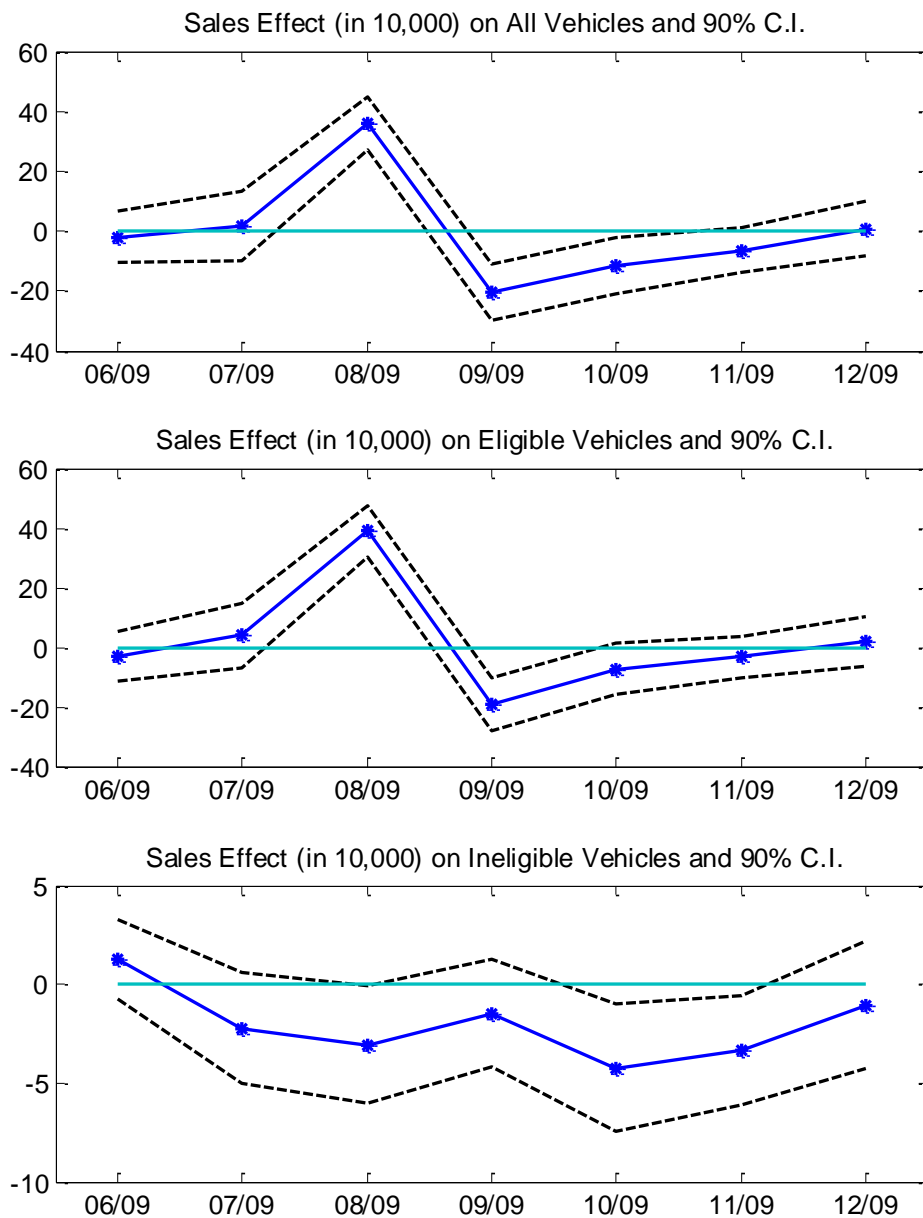 Sales Effect (in 10,000) on All Vehicles and 90% C.I.
60
40
20
0
-20
-40
06/09 07/09 08/09 09/09 10/09 11/09 12/09
Sales Effect (in 10,000) on Eligible Vehicles and 90% C.I.
60
40
20
0
-20
-40
06/09 07/09 08/09 09/09 10/09 11/09 12/09
Sales Effect (in 10,000) on Ineligible Vehicles and 90% C.I.
5
0
-5
-10
06/09 07/09 08/09 09/09 10/09 11/09 12/09